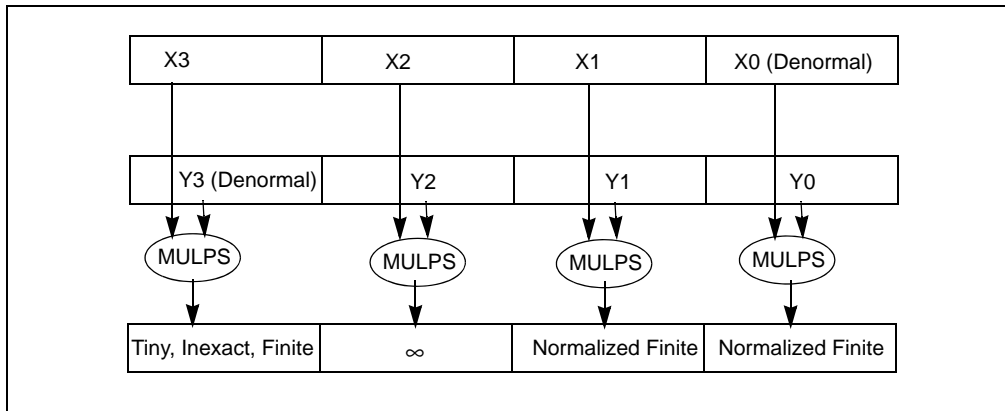 X3 X2 X1 X0 (Denormal)
Y3 (Denormal) Y2 Y1 Y0
MULPS MULPS MULPS MULPS
Tiny, Inexact, Finite ∞ Normalized Finite Normalized Finite